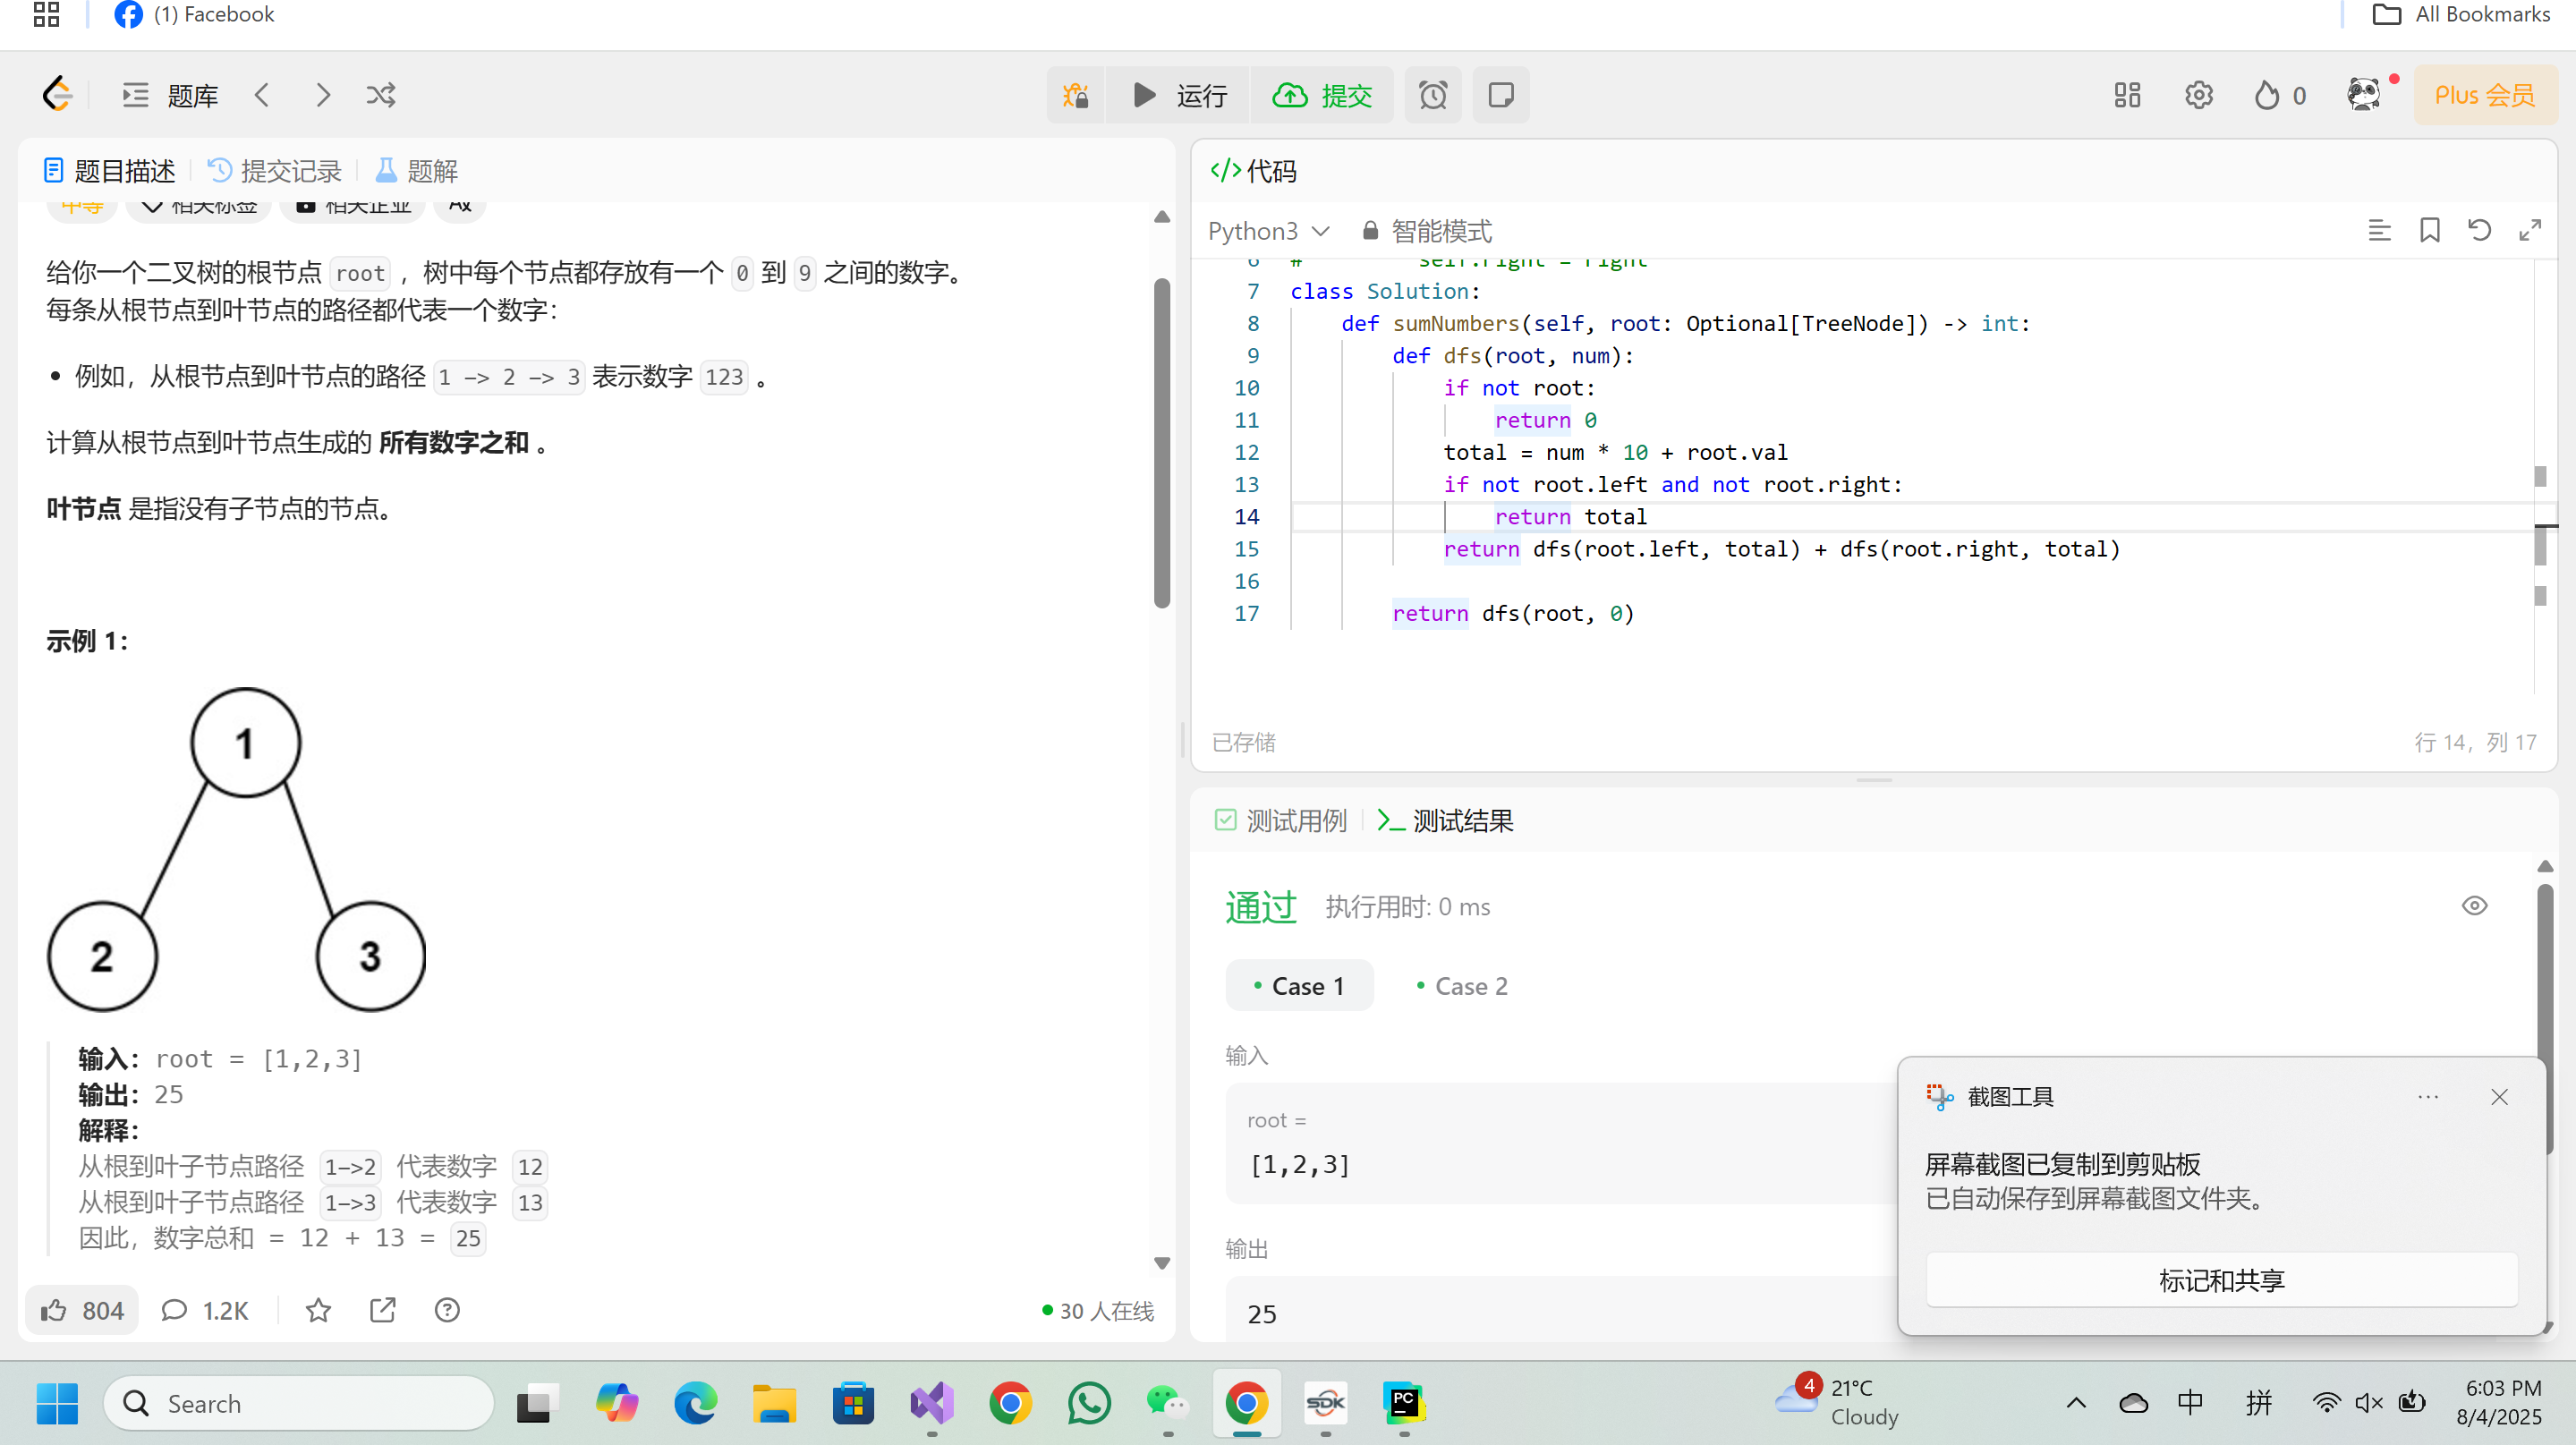 (1) Facebook
All Bookmarks
题库
运行
提交
0
Plus 会员
题目描述
提交记录
题解
中等
相关标签
相关企业
给你一个二叉树的根节点 root ，树中每个节点都存放有一个 0 到 9 之间的数字。
每条从根节点到叶节点的路径都代表一个数字：
• 例如，从根节点到叶节点的路径 1 -> 2 -> 3 表示数字 123 。
计算从根节点到叶节点生成的 所有数字之和 。
叶节点 是指没有子节点的节点。
示例 1：
1
2
3
输入：root = [1,2,3]
输出：25
解释：
从根到叶子节点路径 1->2 代表数字 12
从根到叶子节点路径 1->3 代表数字 13
因此，数字总和 = 12 + 13 = 25
804
1.2K
30 人在线
</> 代码
Python3
智能模式
6 #         self.right = right
7 class Solution:
8     def sumNumbers(self, root: Optional[TreeNode]) -> int:
9         def dfs(root, num):
10             if not root:
11                 return 0
12             total = num * 10 + root.val
13             if not root.left and not root.right:
14                 return total
15             return dfs(root.left, total) + dfs(root.right, total)
16
17         return dfs(root, 0)
已存储
行 14，列 17
测试用例
测试结果
通过
执行用时: 0 ms
• Case 1
• Case 2
输入
root =
[1,2,3]
输出
25
截图工具
屏幕截图已复制到剪贴板
已自动保存到屏幕截图文件夹。
标记和共享
Search
PC
SDK
4
21°C
Cloudy
中
拼
6:03 PM
8/4/2025